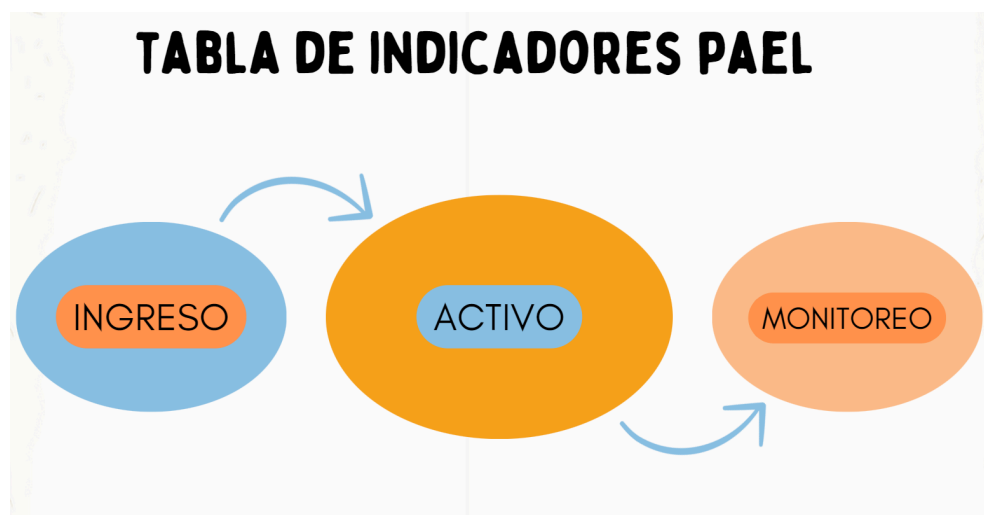 TABLA DE INDICADORES PAEL
INGRESO
ACTIVO
MONITOREO